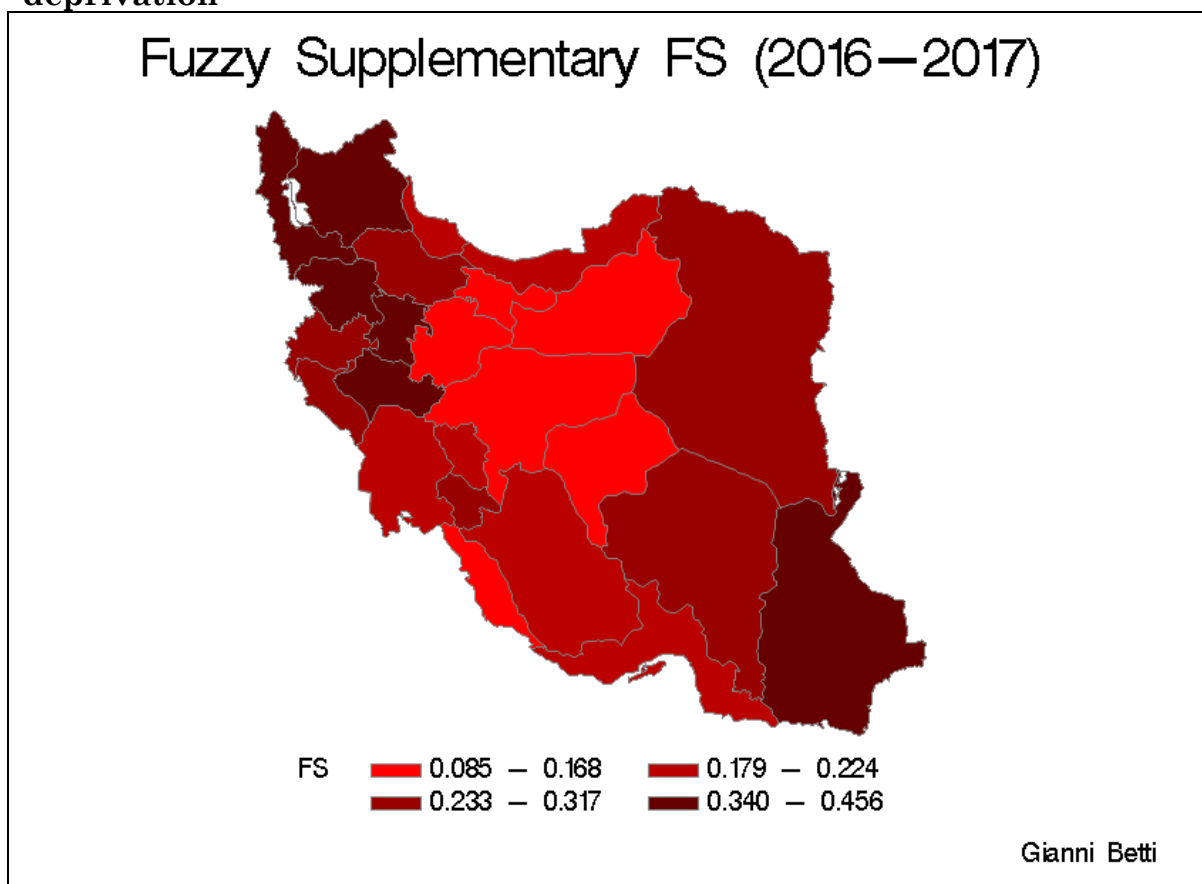 deprivation
Fuzzy Supplementary FS (2016—2017)
FS 0.085 — 0.168 0.179 — 0.224
0.233 — 0.317 0.340 — 0.456
Gianni Betti